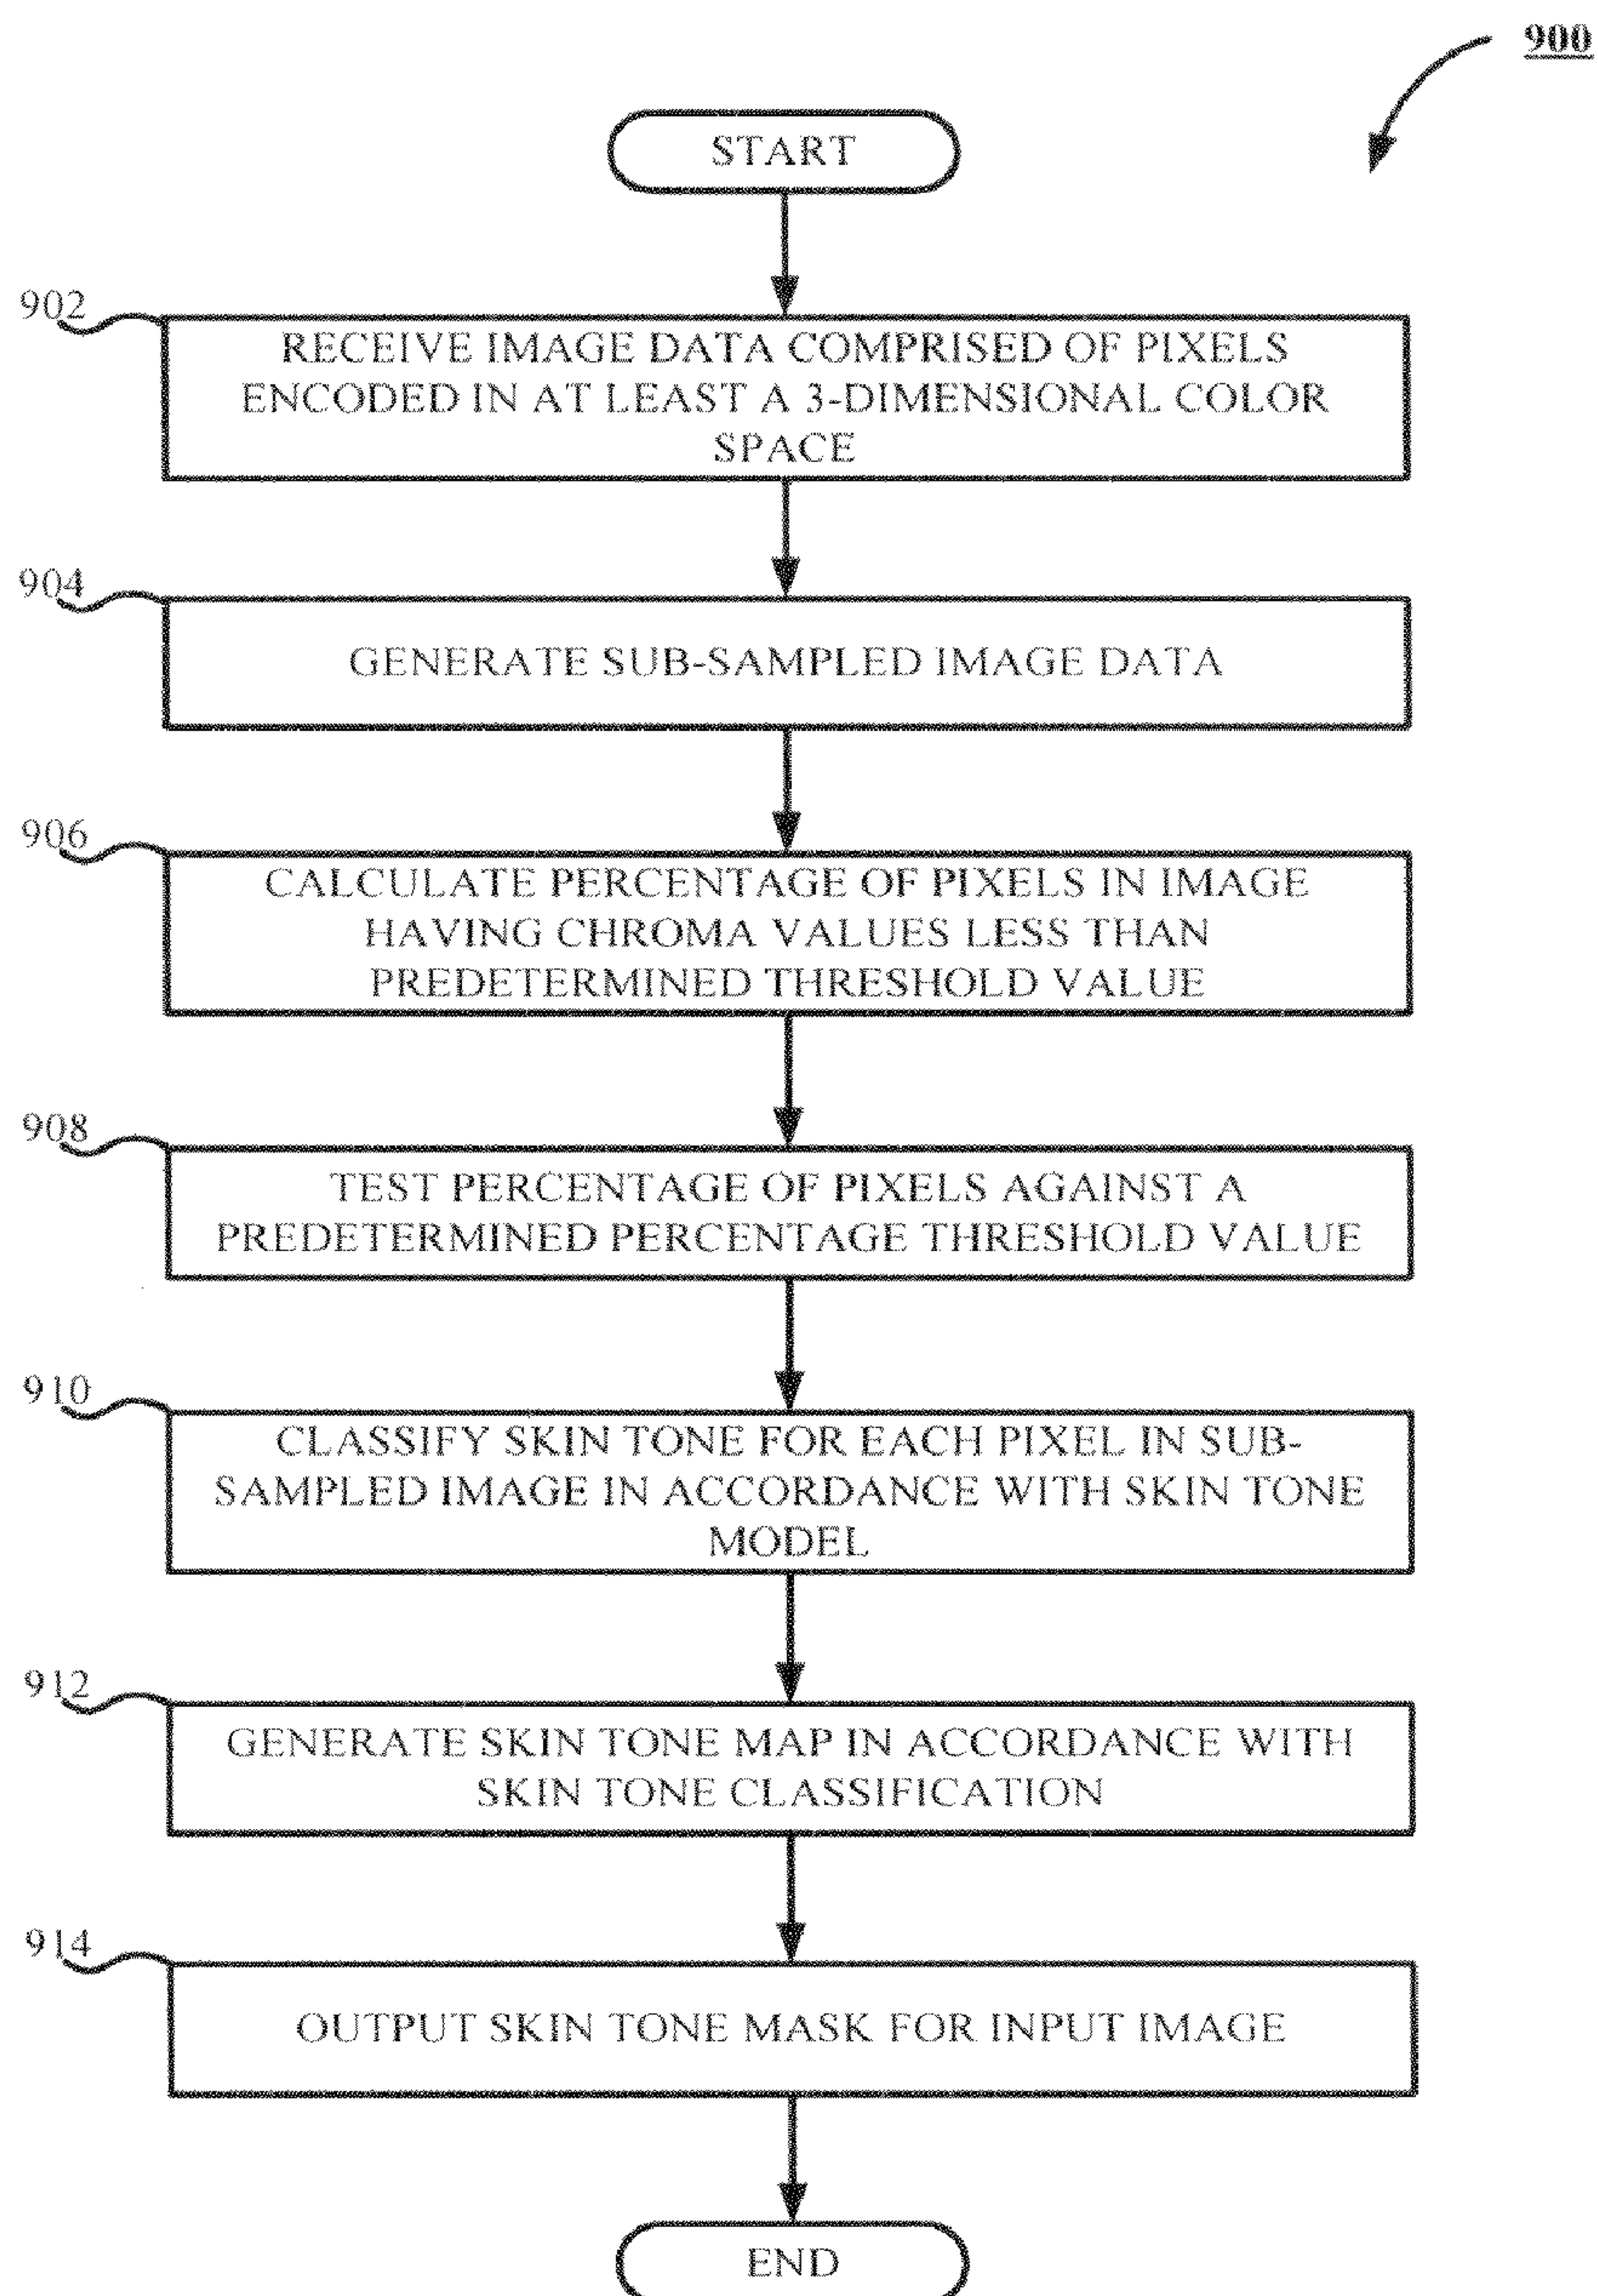 900
START
902
RECEIVE IMAGE DATA COMPRISED OF PIXELS
ENCODED IN AT LEAST A 3-DIMENSIONAL COLOR
SPACE
904
GENERATE SUB-SAMPLED IMAGE DATA
906
CALCULATE PERCENTAGE OF PIXELS IN IMAGE
HAVING CHROMA VALUES LESS THAN
PREDETERMINED THRESHOLD VALUE
908
TEST PERCENTAGE OF PIXELS AGAINST A
PREDETERMINED PERCENTAGE THRESHOLD VALUE
910
CLASSIFY SKIN TONE FOR EACH PIXEL IN SUB-
SAMPLED IMAGE IN ACCORDANCE WITH SKIN TONE
MODEL
912
GENERATE SKIN TONE MAP IN ACCORDANCE WITH
SKIN TONE CLASSIFICATION
914
OUTPUT SKIN TONE MASK FOR INPUT IMAGE
END